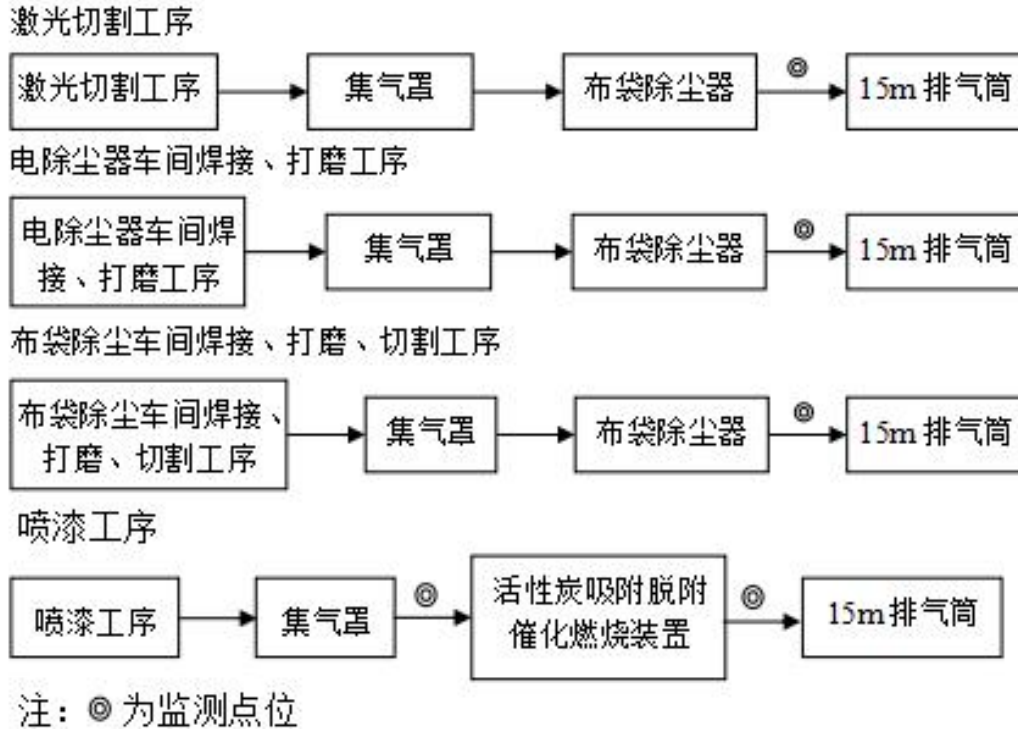 激光切割工序
激光切割工序 集气罩 布袋除尘器 ◎ 15m 排气筒
电除尘器车间焊接、打磨工序
电除尘器车间焊
接、打磨工序
集气罩 布袋除尘器 ◎ 15m 排气筒
布袋除尘车间焊接、打磨、切割工序
布袋除尘车间焊接、
打磨、切割工序
集气罩 布袋除尘器 ◎ 15m 排气筒
喷漆工序
喷漆工序 集气罩 ◎
活性炭吸附脱附
催化燃烧装置
◎ 15m 排气筒
注：◎为监测点位